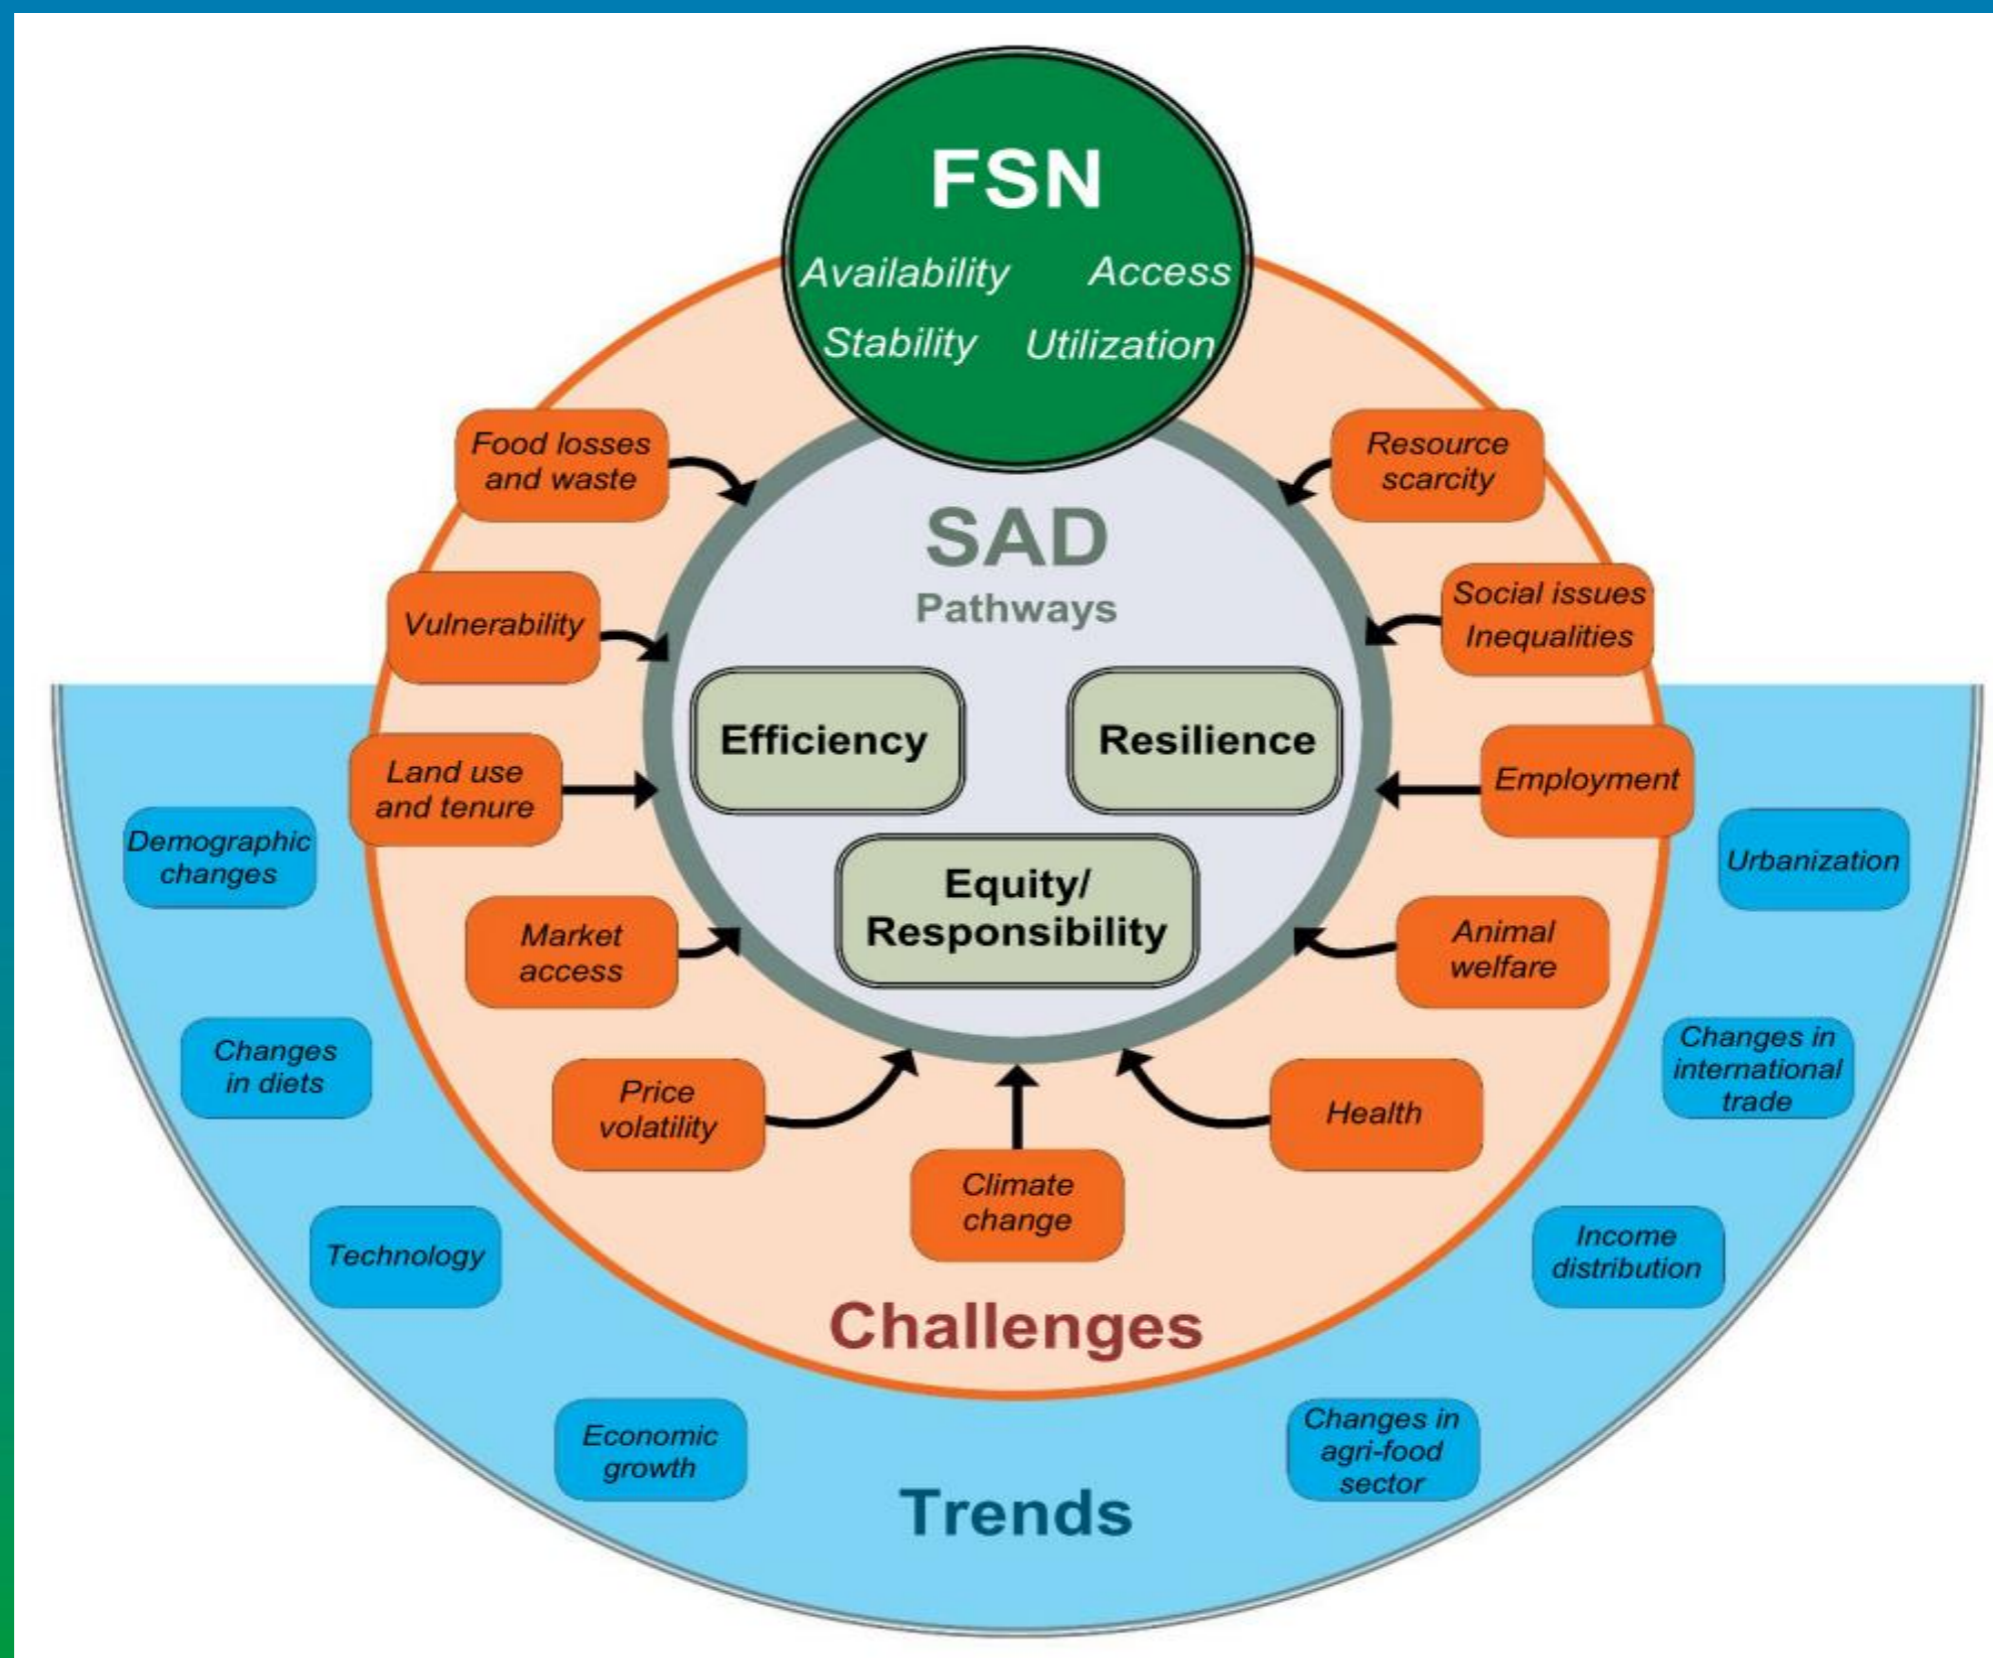 FSN
Availability Access
Stability Utilization
Food losses
and waste
Resource
scarcity
SAD
Pathways
Vulnerability
Social issues
Inequalities
Efficiency
Resilience
Land use
and tenure
Employment
Equity/
Responsibility
Demographic
changes
Urbanization
Market
access
Animal
welfare
Changes
in diets
Changes in
international
trade
Price
volatility
Health
Climate
change
Technology
Income
distribution
Challenges
Economic
growth
Changes in
agri-food
sector
Trends